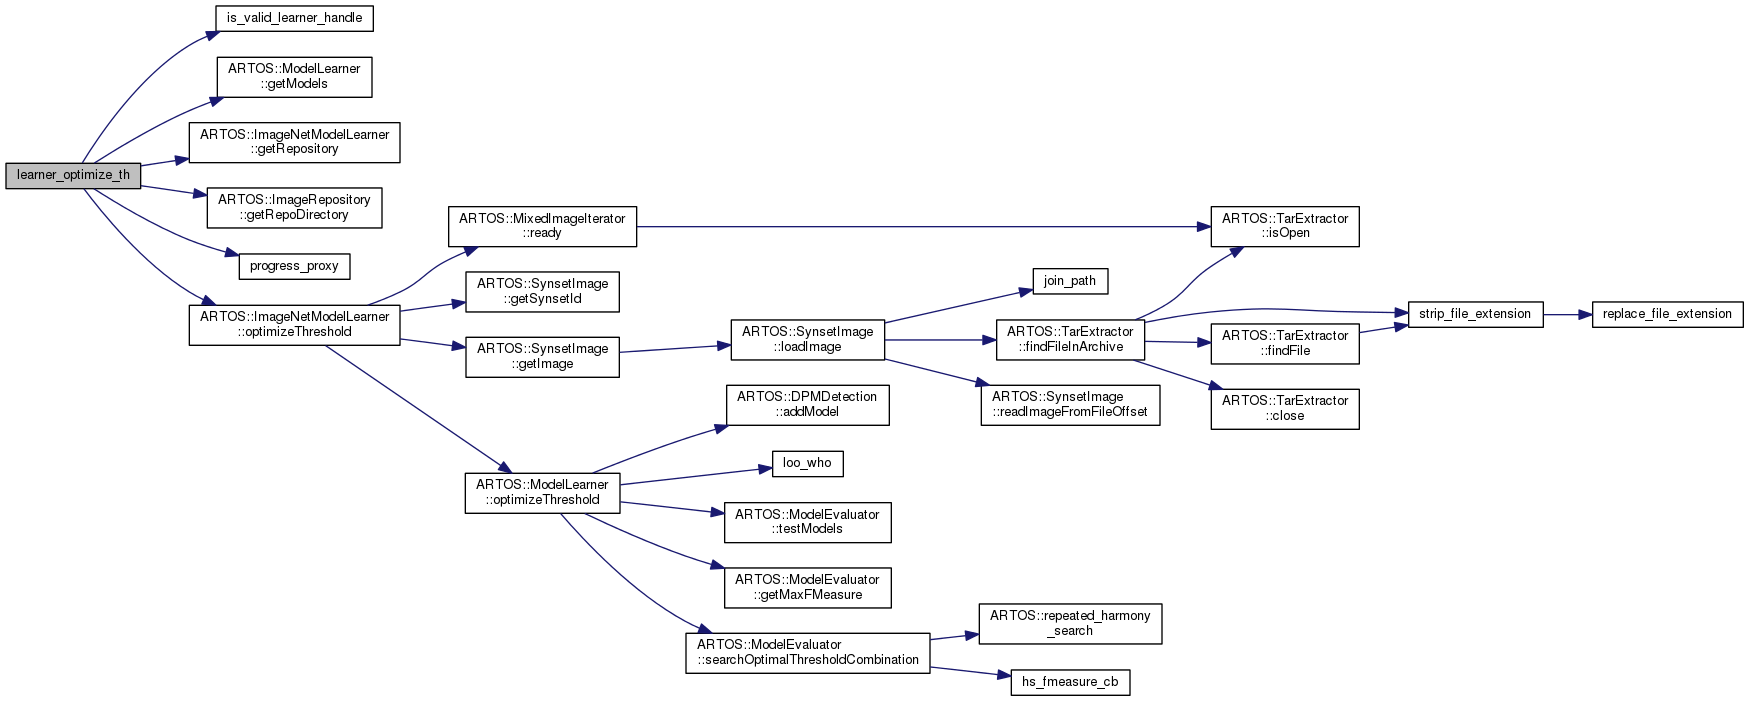 is_valid_learner_handle
ARTOS::ModelLearner
::getModels
ARTOS::ImageNetModelLearner
::getRepository
learner_optimize_th
ARTOS::ImageRepository
::getRepoDirectory
progress_proxy
ARTOS::ImageNetModelLearner
::optimizeThreshold
ARTOS::MixedImageIterator
::ready
ARTOS::SynsetImage
::getSynsetId
ARTOS::SynsetImage
::getImage
ARTOS::ModelLearner
::optimizeThreshold
ARTOS::SynsetImage
::loadImage
ARTOS::DPMDetection
::addModel
loo_who
ARTOS::ModelEvaluator
::testModels
ARTOS::ModelEvaluator
::getMaxFMeasure
ARTOS::ModelEvaluator
::searchOptimalThresholdCombination
join_path
ARTOS::TarExtractor
::findFileInArchive
ARTOS::SynsetImage
::readImageFromFileOffset
ARTOS::repeated_harmony
_search
hs_fmeasure_cb
ARTOS::TarExtractor
::isOpen
ARTOS::TarExtractor
::findFile
ARTOS::TarExtractor
::close
strip_file_extension
replace_file_extension